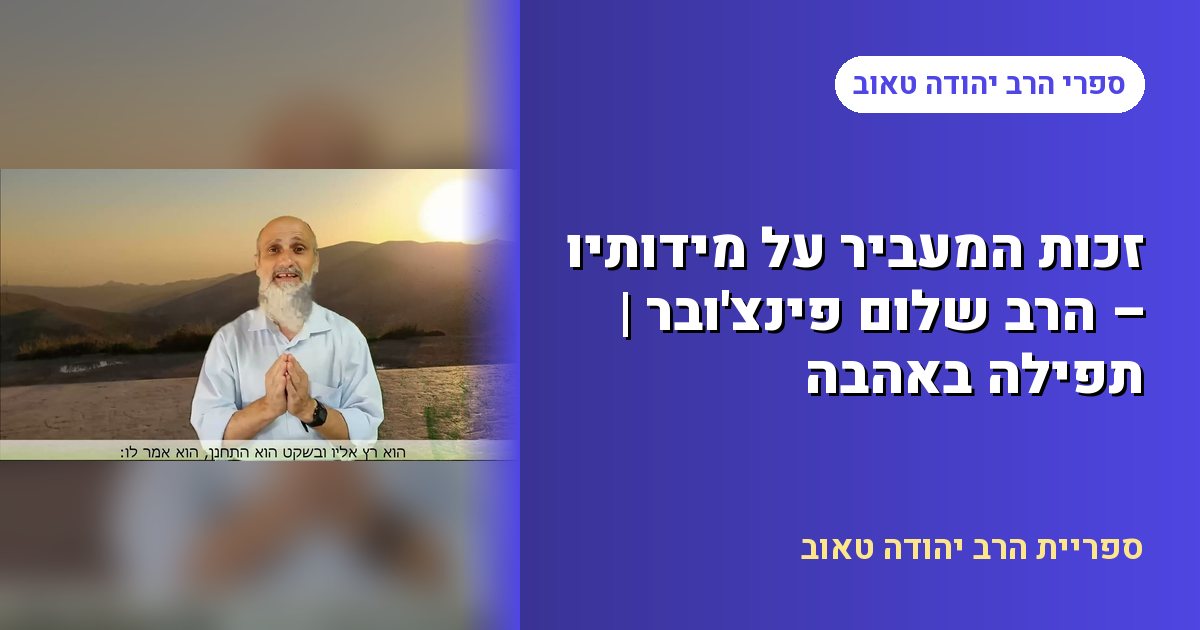 ספרי הרב יהודה טאוב
זכות המעביר על מידותיו
– הרב שלום פינצ'ובר |
תפילה באהבה
הוא רץ אליו ובשקט הוא התחנן, הוא אמר לו:
ספריית הרב יהודה טאוב